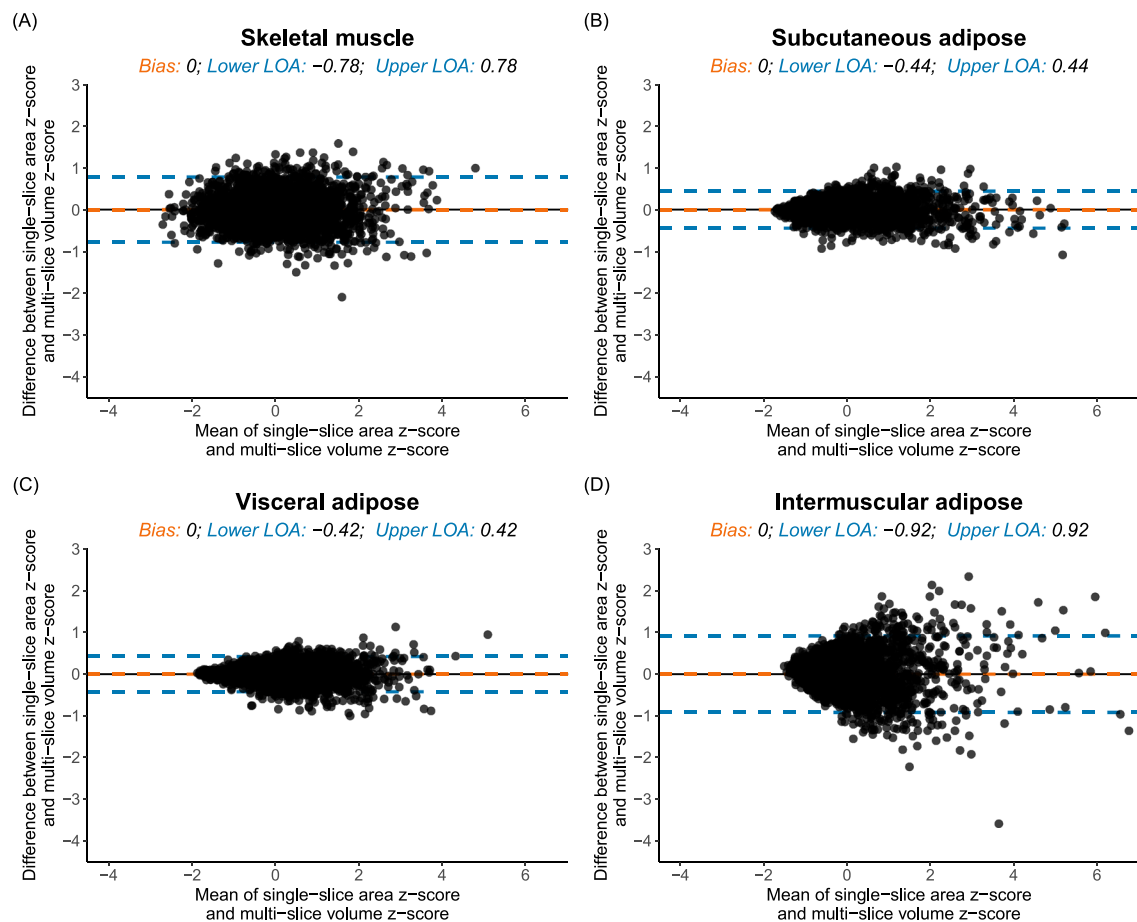 (A)
Skeletal muscle
Bias: 0; Lower LOA: −0.78; Upper LOA: 0.78
3
2
1
0
−1
−2
−3
−4
Difference between single−slice area z−score
and multi−slice volume z−score
−4 −2 0 2 4 6
Mean of single−slice area z−score
and multi−slice volume z−score
(B)
Subcutaneous adipose
Bias: 0; Lower LOA: −0.44; Upper LOA: 0.44
3
2
1
0
−1
−2
−3
−4
Difference between single−slice area z−score
and multi−slice volume z−score
−4 −2 0 2 4 6
Mean of single−slice area z−score
and multi−slice volume z−score
(C)
Visceral adipose
Bias: 0; Lower LOA: −0.42; Upper LOA: 0.42
3
2
1
0
−1
−2
−3
−4
Difference between single−slice area z−score
and multi−slice volume z−score
−4 −2 0 2 4 6
Mean of single−slice area z−score
and multi−slice volume z−score
(D)
Intermuscular adipose
Bias: 0; Lower LOA: −0.92; Upper LOA: 0.92
3
2
1
0
−1
−2
−3
−4
Difference between single−slice area z−score
and multi−slice volume z−score
−4 −2 0 2 4 6
Mean of single−slice area z−score
and multi−slice volume z−score